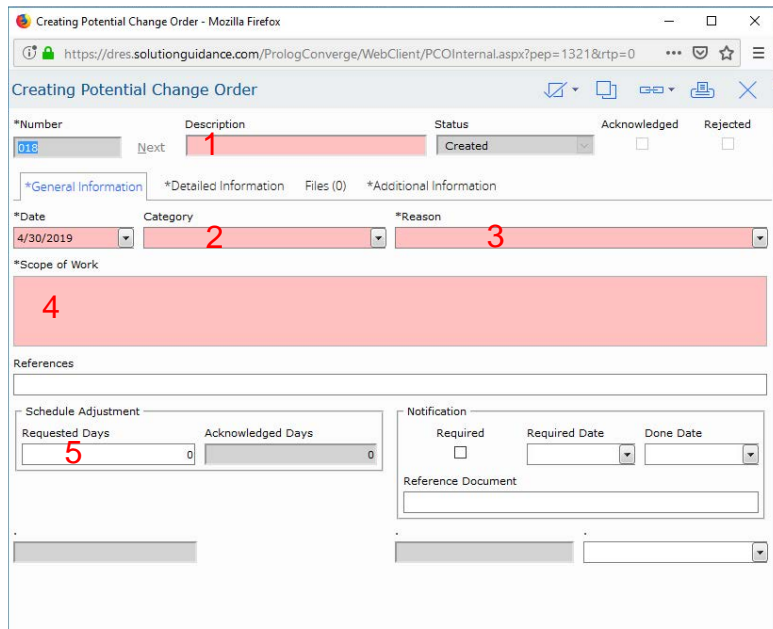 Creating Potential Change Order - Mozilla Firefox
https://dres.solutionguidance.com/PrologConverge/WebClient/PCOInternal.aspx?pep=1321&rtp=0
Creating Potential Change Order
*Number Description Status Acknowledged Rejected
018 Next 1 Created
*General Information *Detailed Information Files (0) *Additional Information
*Date Category *Reason
4/30/2019 2 3
*Scope of Work
4
References
Schedule Adjustment Notification
Requested Days Acknowledged Days Required Required Date Done Date
5 0 0
Reference Document
. . .